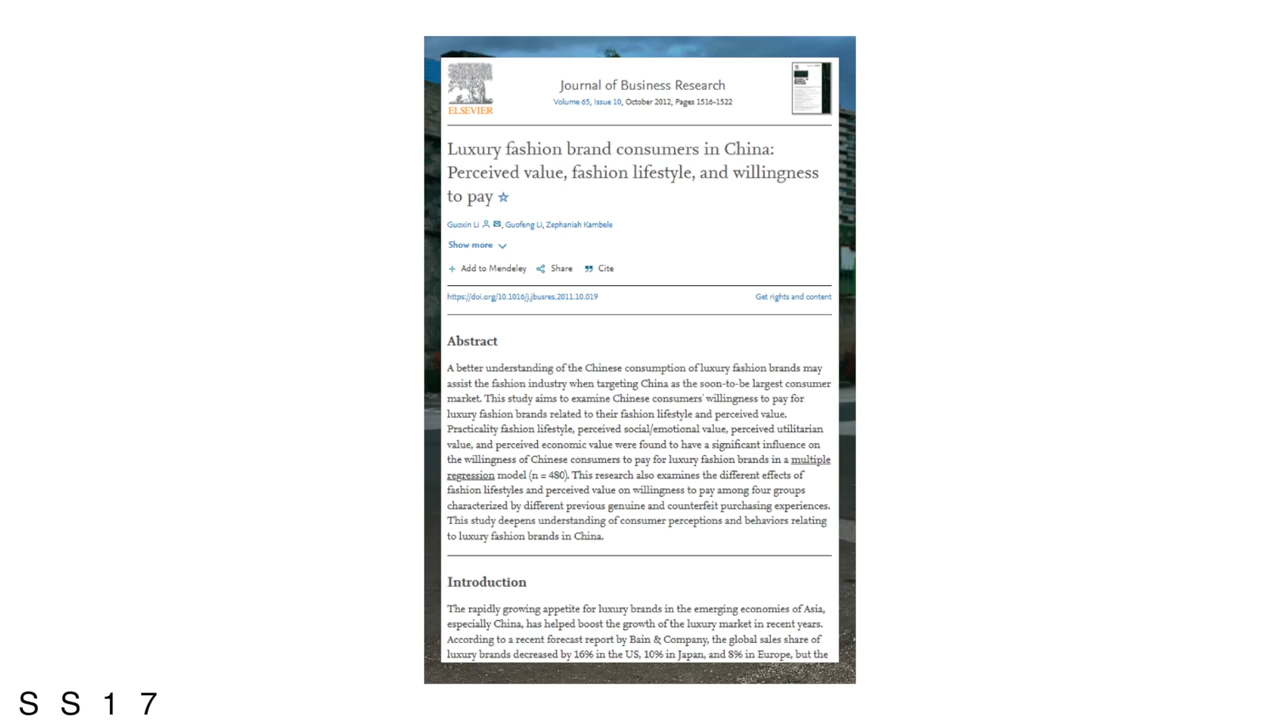 ELSEVIER
Journal of Business Research
Volume 65, Issue 10, October 2012, Pages 1516-1522
Luxury fashion brand consumers in China:
Perceived value, fashion lifestyle, and willingness
to pay ☆
Guoxin Li, Guofeng Li, Zephaniah Kambele
Show more
+ Add to Mendeley Share Cite
https://doi.org/10.1016/j.jbusres.2011.10.019 Get rights and content
Abstract
A better understanding of the Chinese consumption of luxury fashion brands may
assist the fashion industry when targeting China as the soon-to-be largest consumer
market. This study aims to examine Chinese consumers' willingness to pay for
luxury fashion brands related to their fashion lifestyle and perceived value.
Practicality fashion lifestyle, perceived social/emotional value, perceived utilitarian
value, and perceived economic value were found to have a significant influence on
the willingness of Chinese consumers to pay for luxury fashion brands in a multiple
regression model (n = 480). This research also examines the different effects of
fashion lifestyles and perceived value on willingness to pay among four groups
characterized by different previous genuine and counterfeit purchasing experiences.
This study deepens understanding of consumer perceptions and behaviors relating
to luxury fashion brands in China.
Introduction
The rapidly growing appetite for luxury brands in the emerging economies of Asia,
especially China, has helped boost the growth of the luxury market in recent years.
According to a recent forecast report by Bain & Company, the global sales share of
luxury brands decreased by 16% in the US, 10% in Japan, and 8% in Europe, but the
S S 1 7